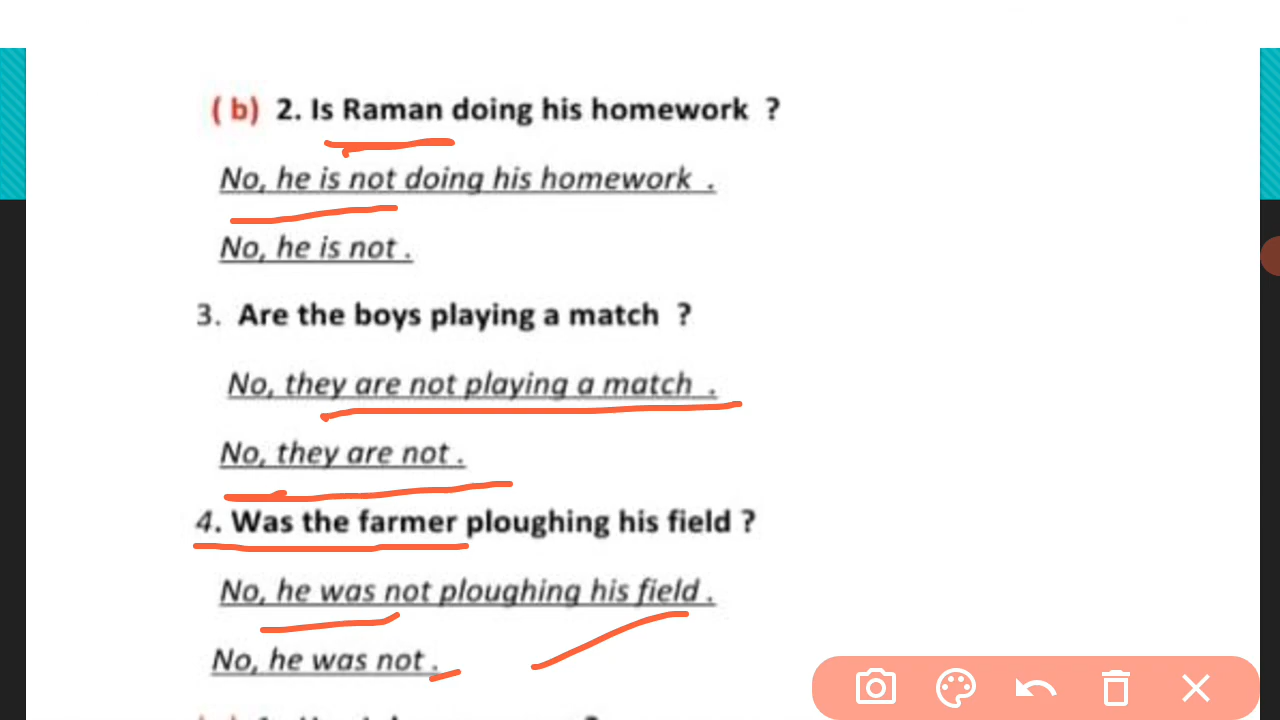 ( b) 2. Is Raman doing his homework ?
No, he is not doing his homework .
No, he is not .
3. Are the boys playing a match ?
No, they are not playing a match .
No, they are not .
4. Was the farmer ploughing his field ?
No, he was not ploughing his field .
No, he was not .